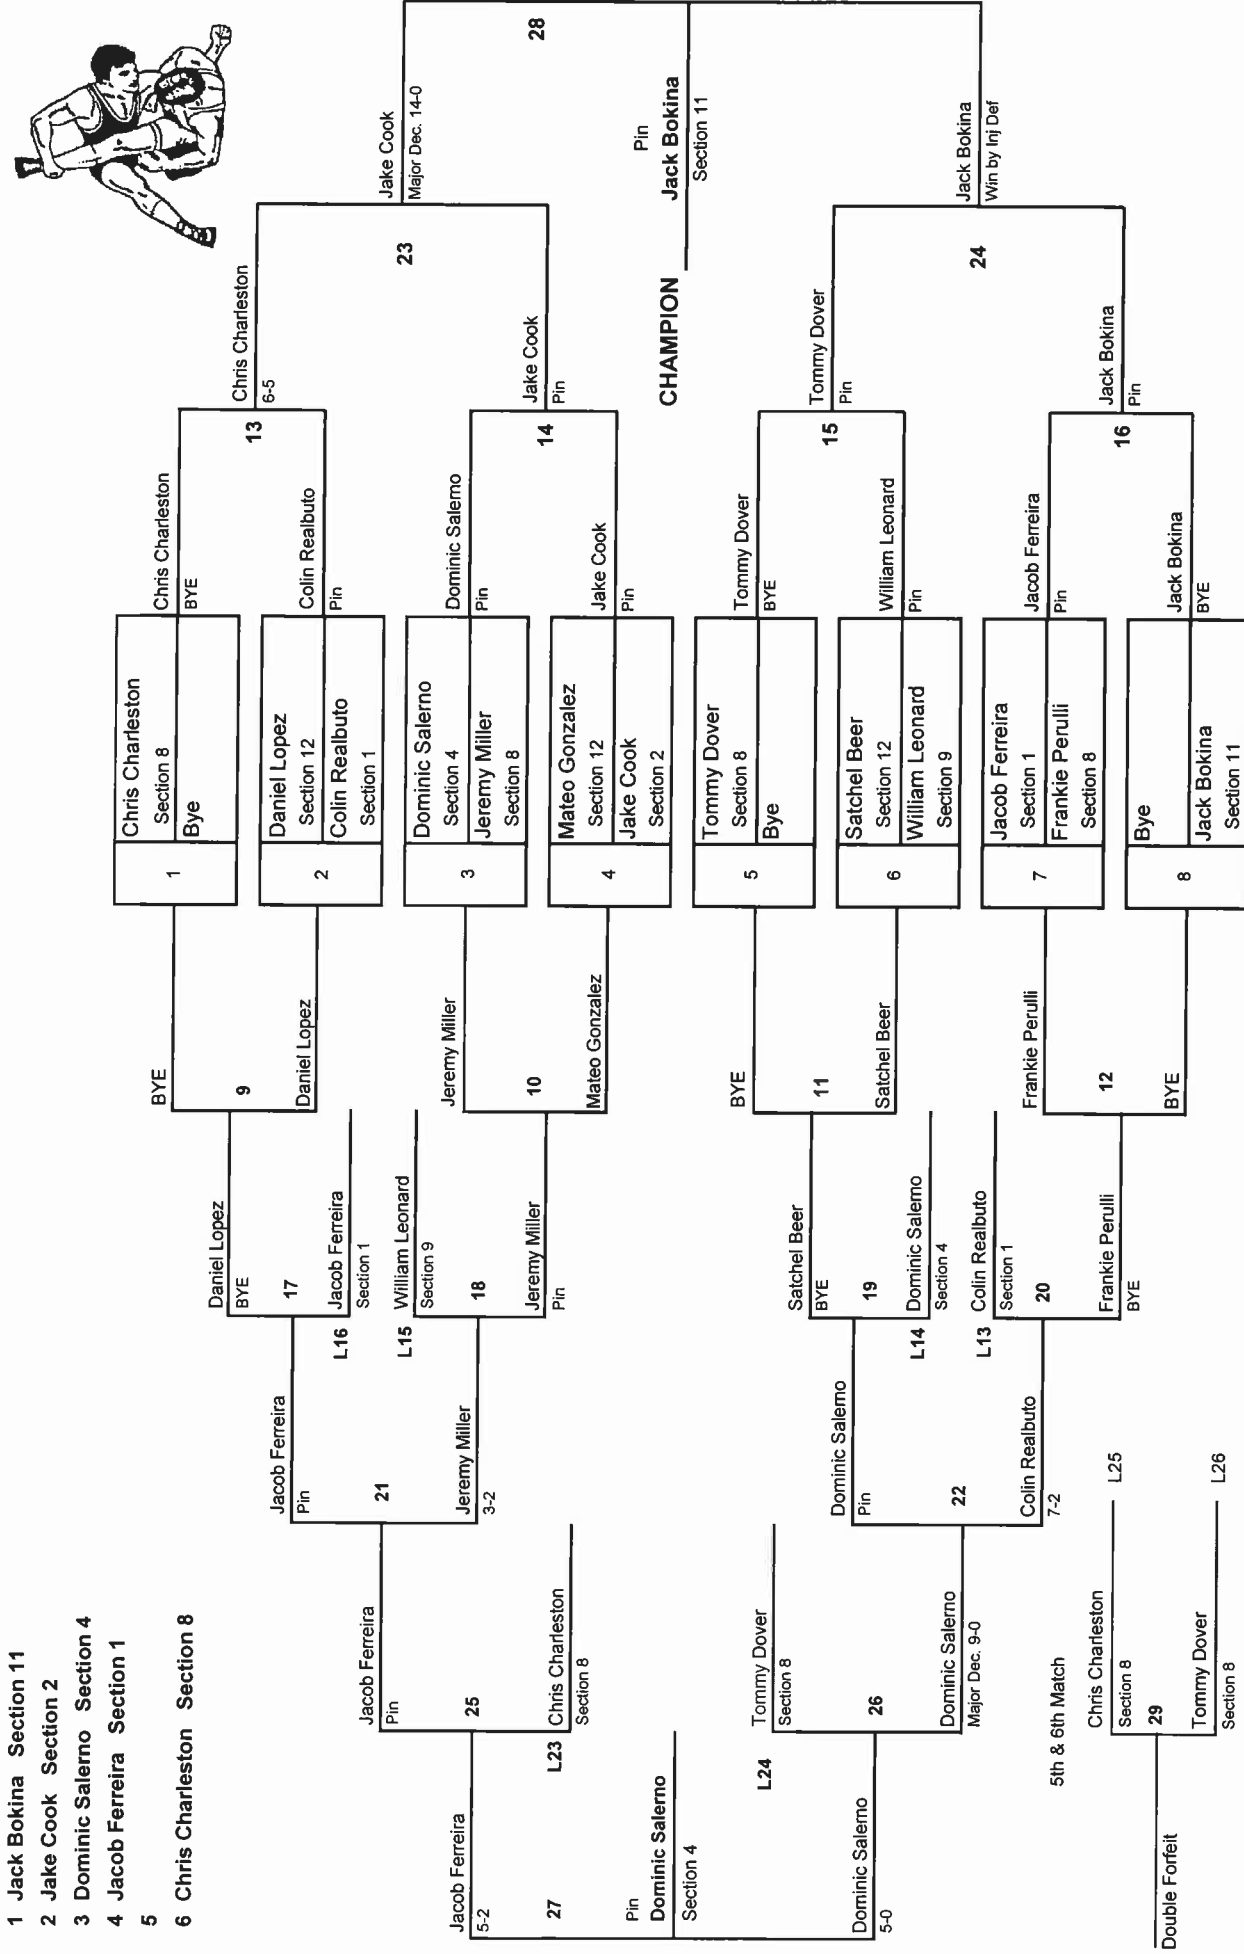 1 Jack Bokina Section 11
2 Jake Cook Section 2
3 Dominic Salerno Section 4
4 Jacob Ferreira Section 1
5
6 Chris Charleston Section 8
Chris Charleston
Section 8
Bye
1
Daniel Lopez
Section 12
Colin Realbuto
Section 1
2
Dominic Salerno
Section 4
Jeremy Miller
Section 8
3
Mateo Gonzalez
Section 12
Jake Cook
Section 2
4
Tommy Dover
Section 8
Bye
5
Satchel Beer
Section 12
William Leonard
Section 9
6
Jacob Ferreira
Section 1
Frankie Perulli
Section 8
7
Bye
Jack Bokina
Section 11
8
Chris Charleston
BYE
13
Colin Realbuto
Pin
Dominic Salerno
Pin
14
Jake Cook
Pin
Tommy Dover
BYE
15
William Leonard
Pin
Jacob Ferreira
Pin
16
Jack Bokina
BYE
Chris Charleston
6-5
23
Jake Cook
Pin
Tommy Dover
Pin
24
Jack Bokina
Pin
Jake Cook
Major Dec. 14-0
28
Jack Bokina
Win by Inj Def
Pin
CHAMPION Jack Bokina
Section 11
BYE
9
Daniel Lopez
Jeremy Miller
10
Mateo Gonzalez
BYE
11
Satchel Beer
Frankie Perulli
12
BYE
Daniel Lopez
BYE
17
Jacob Ferreira
L16
Section 1
William Leonard
L15
Section 9
18
Jeremy Miller
Pin
Satchel Beer
BYE
19
Dominic Salerno
L14
Section 4
Colin Realbuto
L13
Section 1
20
Frankie Perulli
BYE
Jacob Ferreira
Pin
21
Jeremy Miller
3-2
Dominic Salerno
Pin
22
Colin Realbuto
7-2
Jacob Ferreira
Pin
25
Chris Charleston
L23
Section 8
Tommy Dover
L24
Section 8
26
Dominic Salerno
Major Dec. 9-0
Jacob Ferreira
5-2
27
Pin
Dominic Salerno
Section 4
Dominic Salerno
5-0
5th & 6th Match
Chris Charleston
L25
Section 8
29
Tommy Dover
L26
Section 8
Double Forfeit